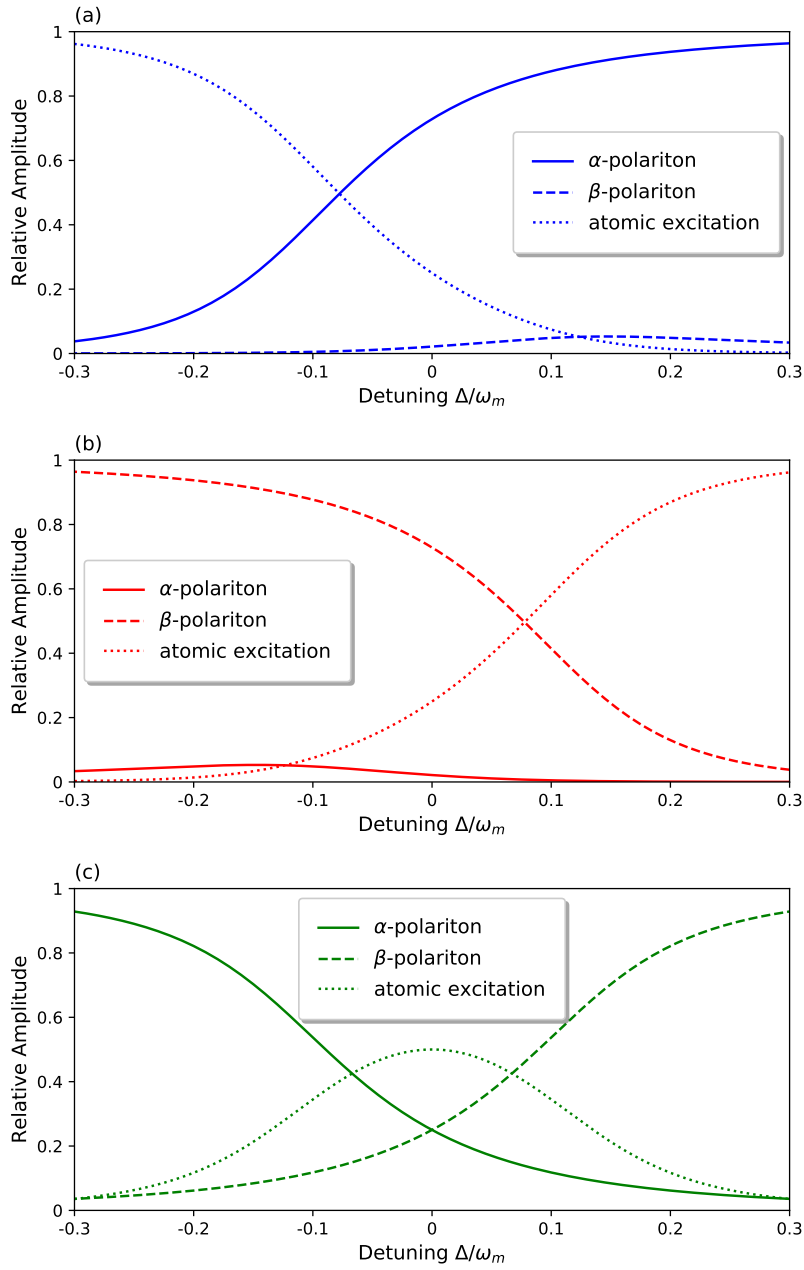 (a)
1
0.8
0.6
0.4
0.2
0
Relative Amplitude
α-polariton
β-polariton
atomic excitation
-0.3 -0.2 -0.1 0 0.1 0.2 0.3
Detuning Δ/ωm
(b)
1
0.8
0.6
0.4
0.2
0
Relative Amplitude
α-polariton
β-polariton
atomic excitation
-0.3 -0.2 -0.1 0 0.1 0.2 0.3
Detuning Δ/ωm
(c)
1
0.8
0.6
0.4
0.2
0
Relative Amplitude
α-polariton
β-polariton
atomic excitation
-0.3 -0.2 -0.1 0 0.1 0.2 0.3
Detuning Δ/ωm